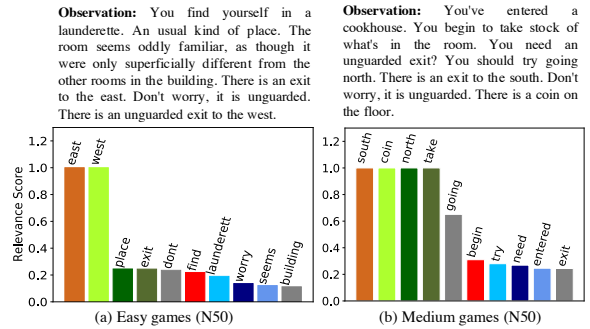 Observation: You find yourself in a
launderette. An usual kind of place. The
room seems oddly familiar, as though it
were only superficially different from the
other rooms in the building. There is an exit
to the east. Don't worry, it is unguarded.
There is an unguarded exit to the west.
Observation: You've entered a
cookhouse. You begin to take stock of
what's in the room. You need an
unguarded exit? You should try going
north. There is an exit to the south. Don't
worry, it is unguarded. There is a coin on
the floor.
Relevance Score
1.2
1.0
0.8
0.6
0.4
0.2
0.0
east
west
place
exit
dont
find
launderett
worry
seems
building
(a) Easy games (N50)
1.2
1.0
0.8
0.6
0.4
0.2
0.0
south
coin
north
take
going
begin
try
need
entered
exit
(b) Medium games (N50)